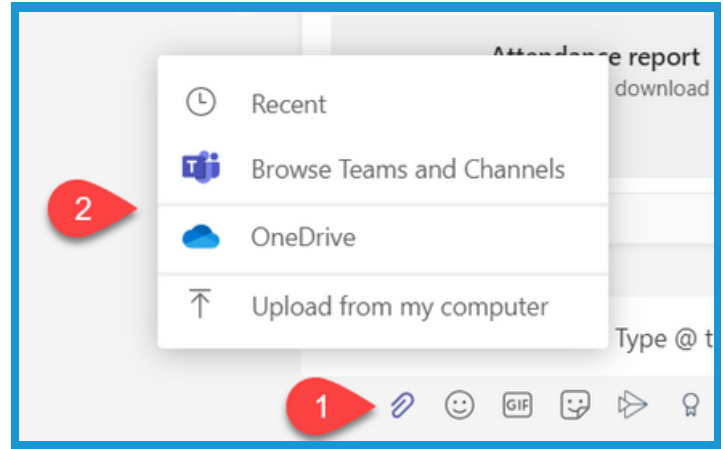 Attendance report
download
Recent
Browse Teams and Channels
2
OneDrive
Upload from my computer
Type @ t
1
GIF